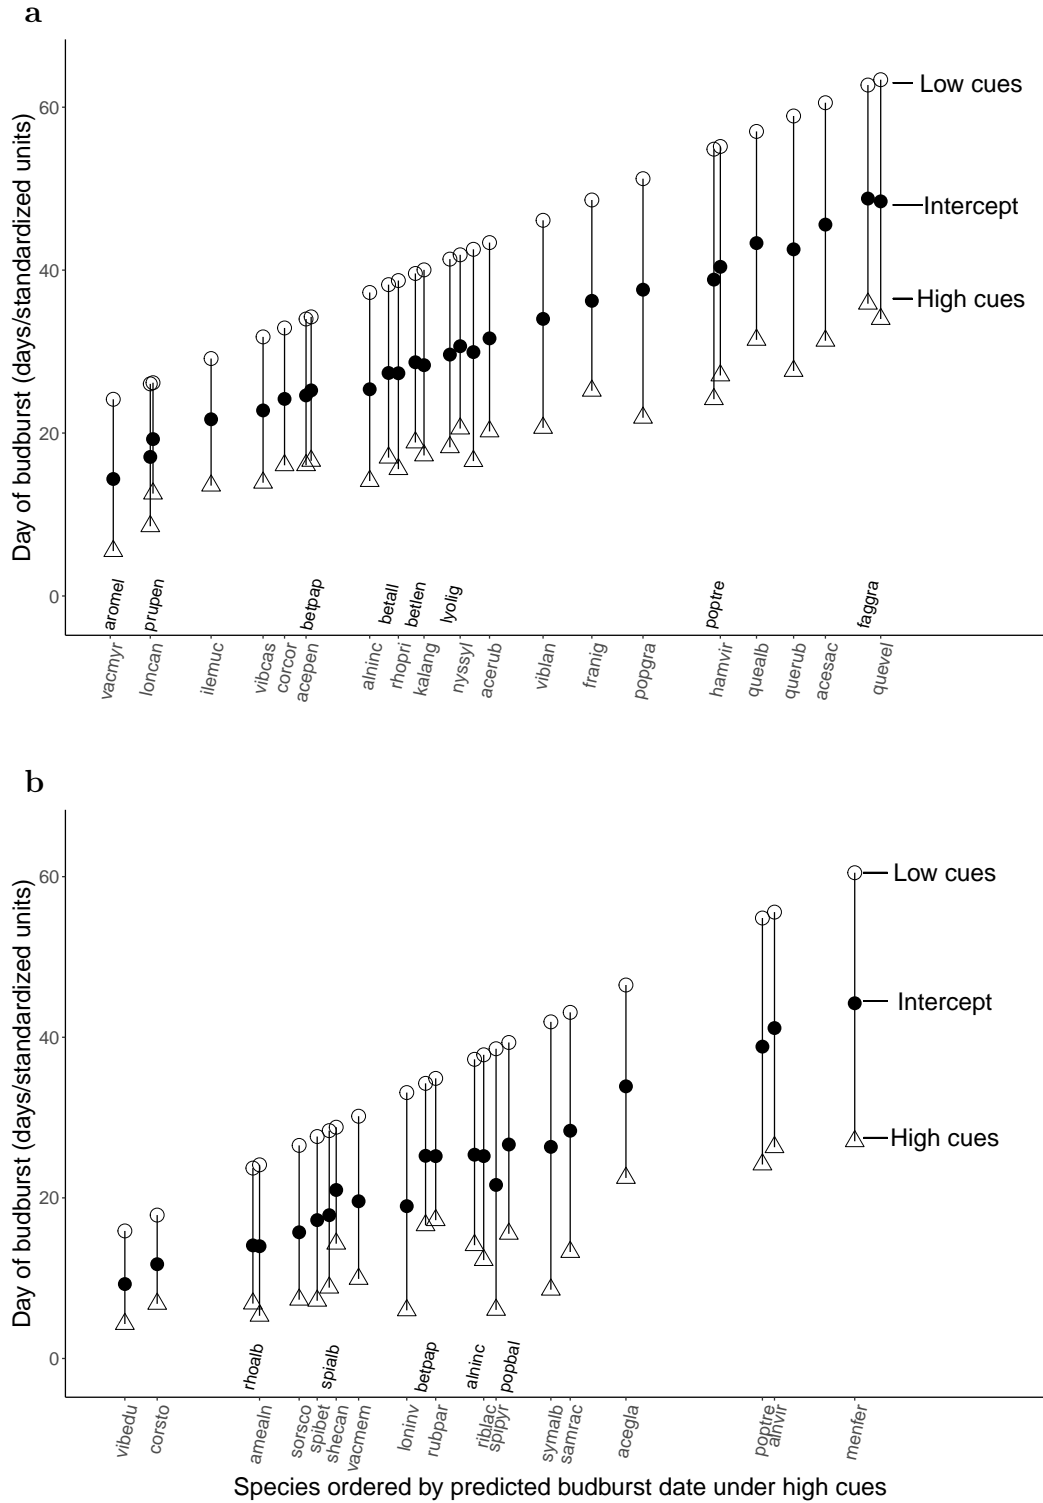 a
Day of budburst (days/standardized units)
60
40
20
0
Low cues
Intercept
High cues
aromel
prupen
betpap
betall
betlen
lyolig
poptre
faggra
vacmyr
loncan
ilemuc
vibcas
corcor
acepen
alninc
rhopri
kalang
nyssyl
acerub
viblan
franig
popgra
hamvir
quealb
querub
acesac
quevel
b
Day of budburst (days/standardized units)
60
40
20
0
Low cues
Intercept
High cues
rhoalb
spialb
betpap
alninc
popbal
vibedu
corsto
amealn
sorsco
spibet
shecan
vacmem
loninv
rubpar
riblac
spipyr
symalb
samrac
acegla
poptre
alnvir
menfer
Species ordered by predicted budburst date under high cues